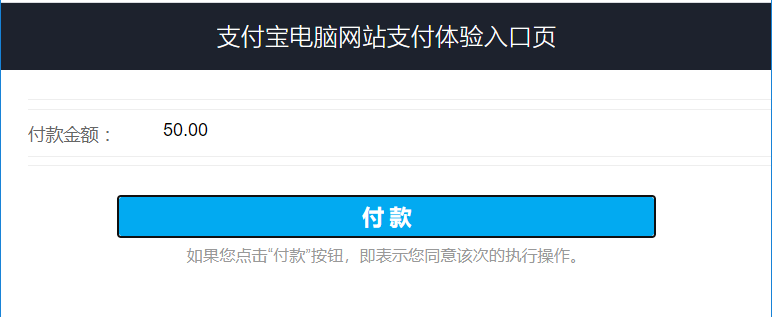 支付宝电脑网站支付体验入口页
付款金额： 50.00
付 款
如果您点击“付款”按钮，即表示您同意该次的执行操作。